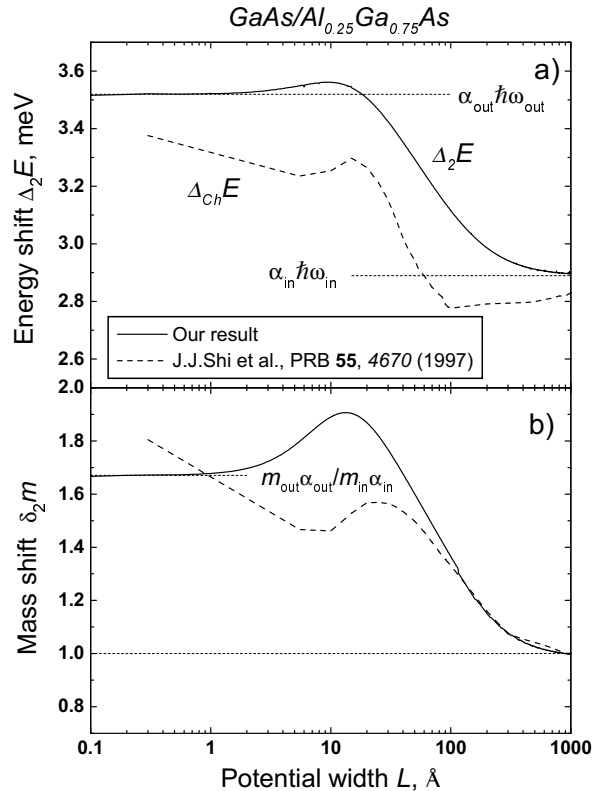 GaAs/Al0.25Ga0.75As
a)
Energy shift Δ2E, meV
3.6
3.4
3.2
3.0
2.8
2.6
αoutℏωout
Δ2E
ΔChE
αinℏωin
Our result
J.J.Shi et al., PRB 55, 4670 (1997)
b)
Mass shift δ2m
2.0
1.8
1.6
1.4
1.2
1.0
0.8
moutαout/minαin
0.1 1 10 100 1000
Potential width L, Å